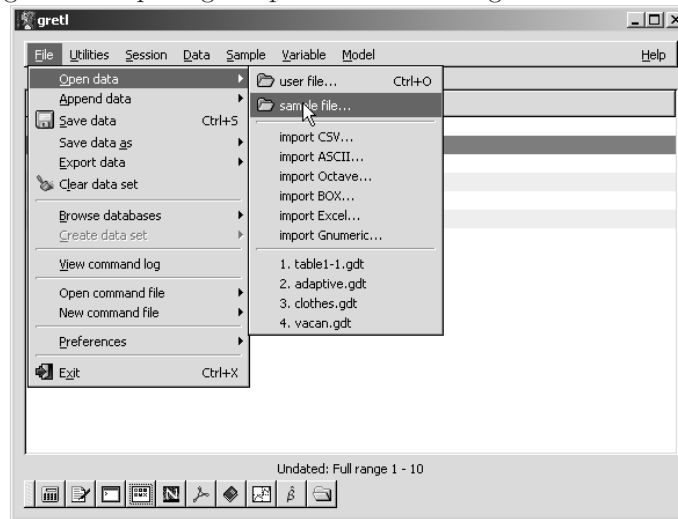 gretl
File Utilities Session Data Sample Variable Model Help
Open data
Append data
Save data Ctrl+S
Save data as
Export data
Clear data set
Browse databases
Create data set
View command log
Open command file
New command file
Preferences
Exit Ctrl+X
user file... Ctrl+O
sample file...
import CSV...
import ASCII...
import Octave...
import BOX...
import Excel...
import Gnumeric...
1. table1-1.gdt
2. adaptive.gdt
3. clothes.gdt
4. vacan.gdt
Undated: Full range 1 - 10
β̂